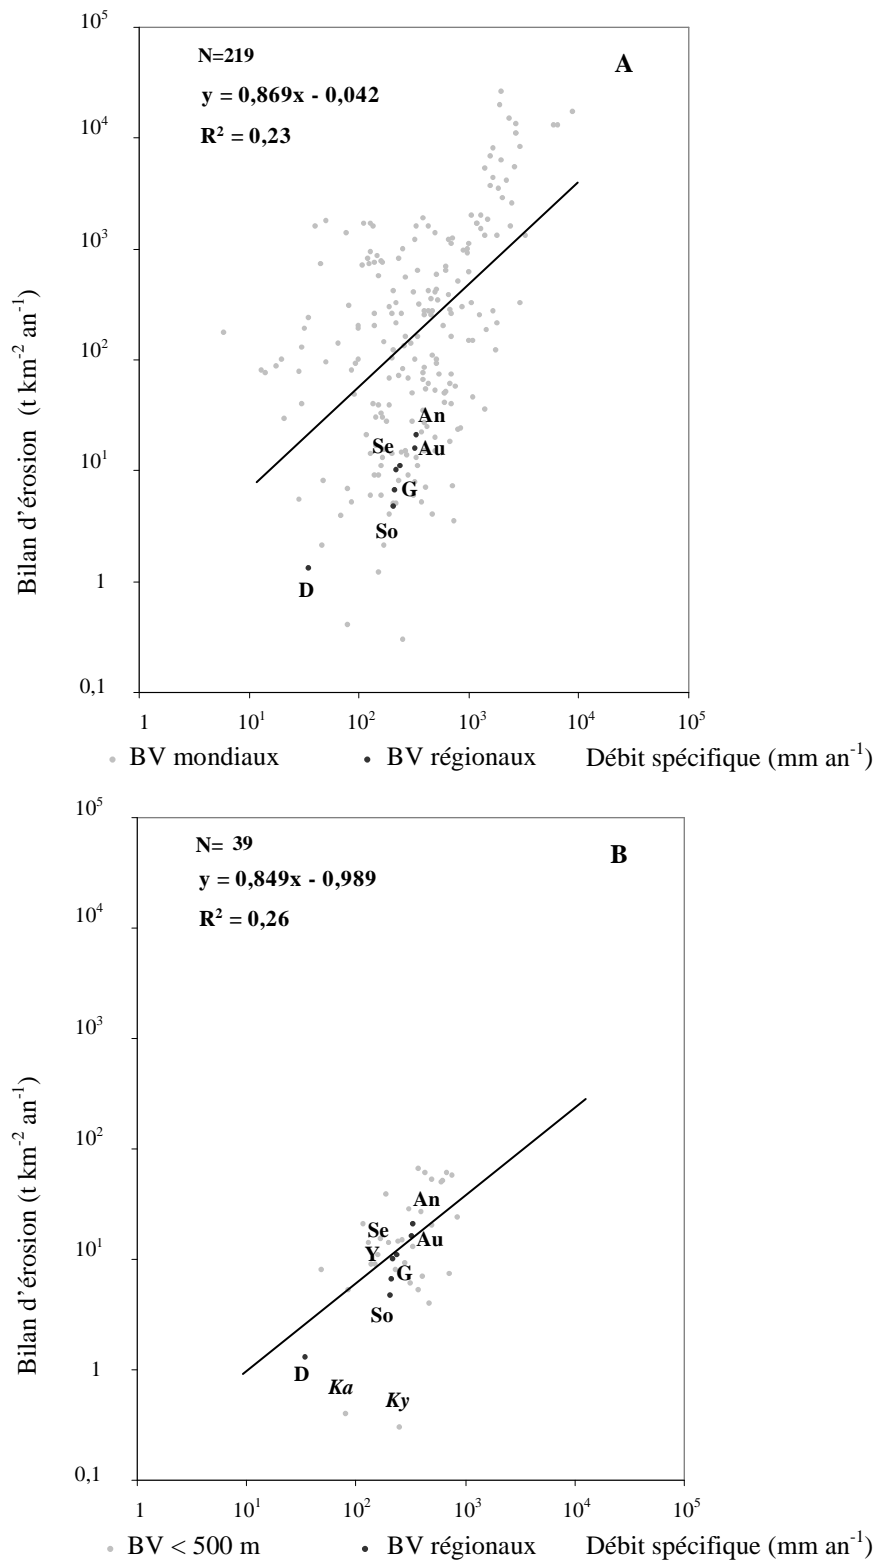 10⁵
N=219
A
y = 0,869x - 0,042
R² = 0,23
10⁴
10³
10²
10¹
1
0,1
Bilan d'érosion (t km⁻² an⁻¹)
An
Se
Au
G
So
D
1 10¹ 10² 10³ 10⁴ 10⁵
BV mondiaux BV régionaux Débit spécifique (mm an⁻¹)
10⁵
N= 39
B
y = 0,849x - 0,989
R² = 0,26
10⁴
10³
10²
10¹
1
0,1
Bilan d'érosion (t km⁻² an⁻¹)
An
Se
Au
Y
G
So
D
Ka
Ky
1 10¹ 10² 10³ 10⁴ 10⁵
BV < 500 m BV régionaux Débit spécifique (mm an⁻¹)